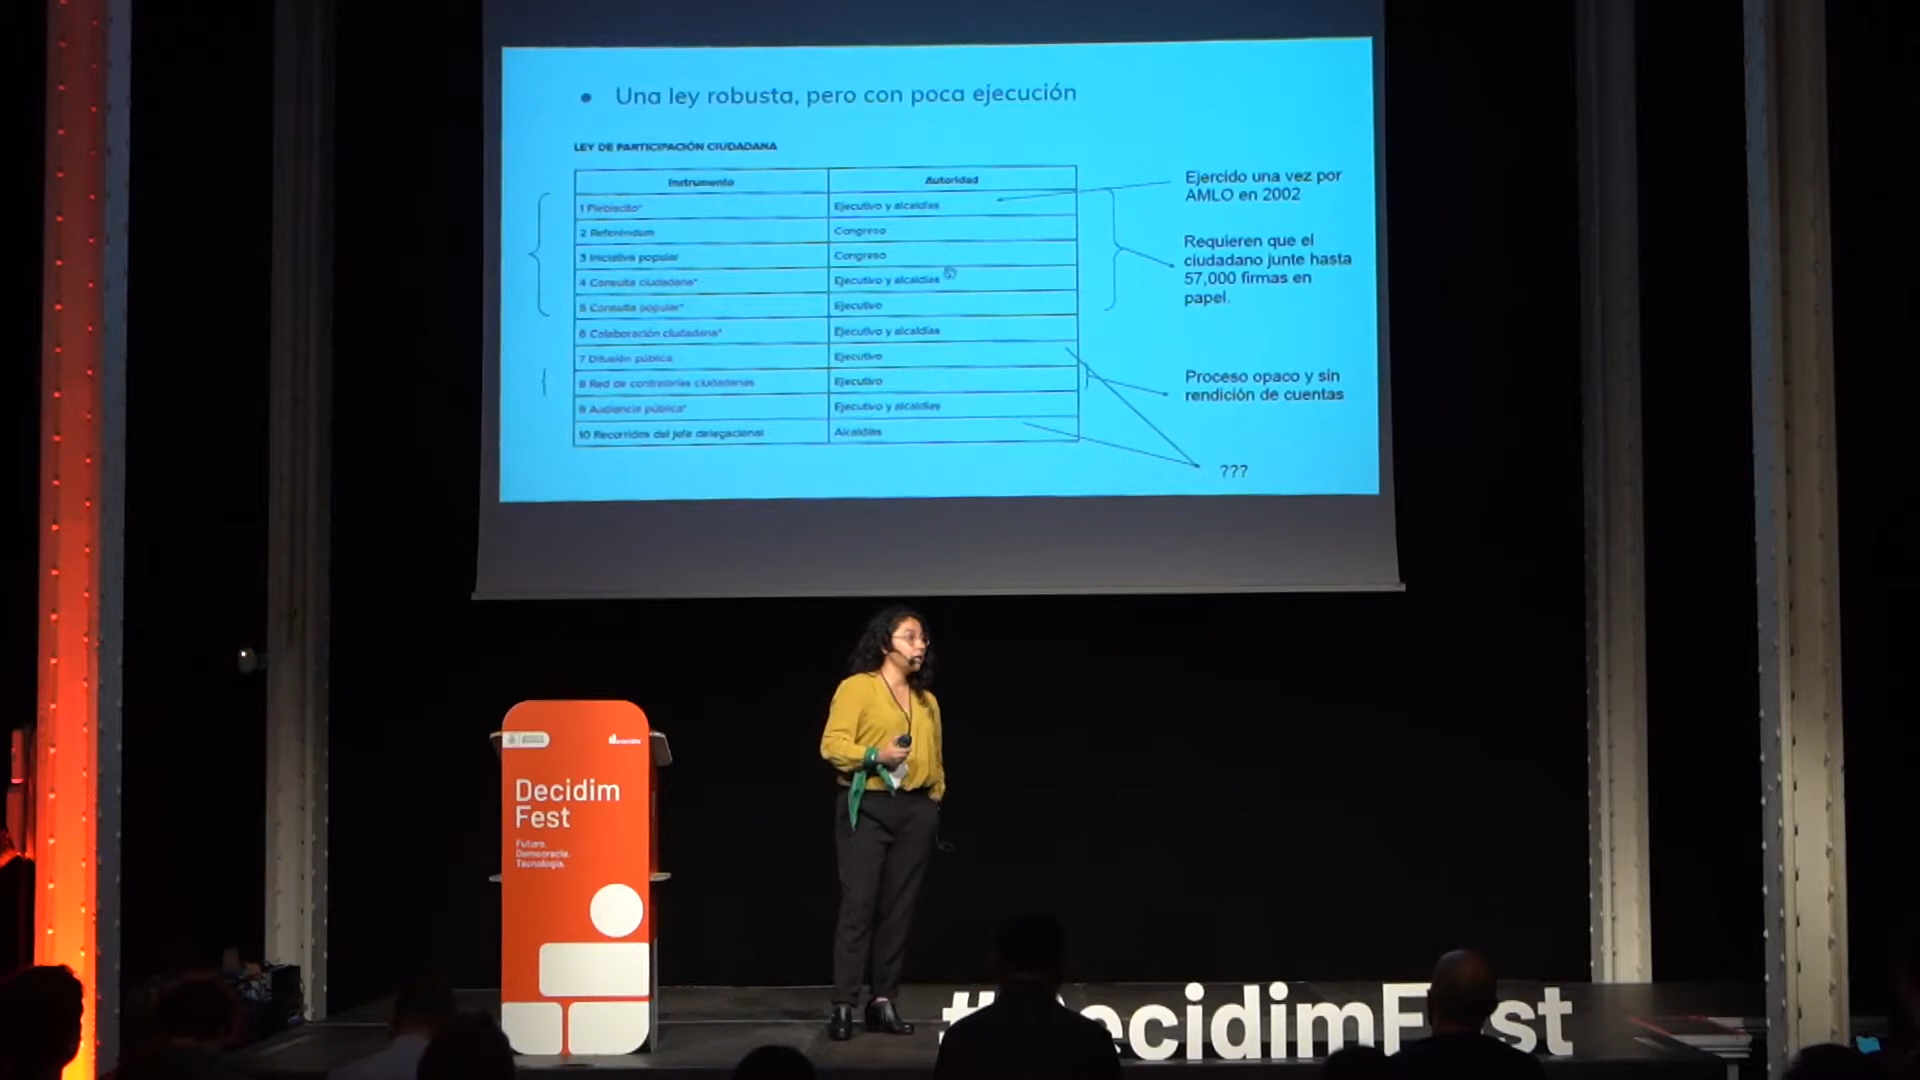 • Una ley robusta, pero con poca ejecución
LEY DE PARTICIPACIÓN CIUDADANA
Instrumento Autoridad
1 Plebiscito* Ejecutivo y alcaldías
2 Referéndum Congreso
3 Iniciativa popular Congreso
4 Consulta ciudadana* Ejecutivo y alcaldías
5 Consulta popular* Ejecutivo
6 Colaboración ciudadana* Ejecutivo y alcaldías
7 Difusión pública Ejecutivo
8 Red de contralorías ciudadanas Ejecutivo
9 Audiencia pública* Ejecutivo y alcaldías
10 Recorridos del jefe delegacional Alcaldías
Ejercido una vez por
AMLO en 2002
Requieren que el
ciudadano junte hasta
57,000 firmas en
papel.
Proceso opaco y sin
rendición de cuentas
???
Decidim
Fest
Futuro.
Democracia.
Tecnología.
#DecidimFest